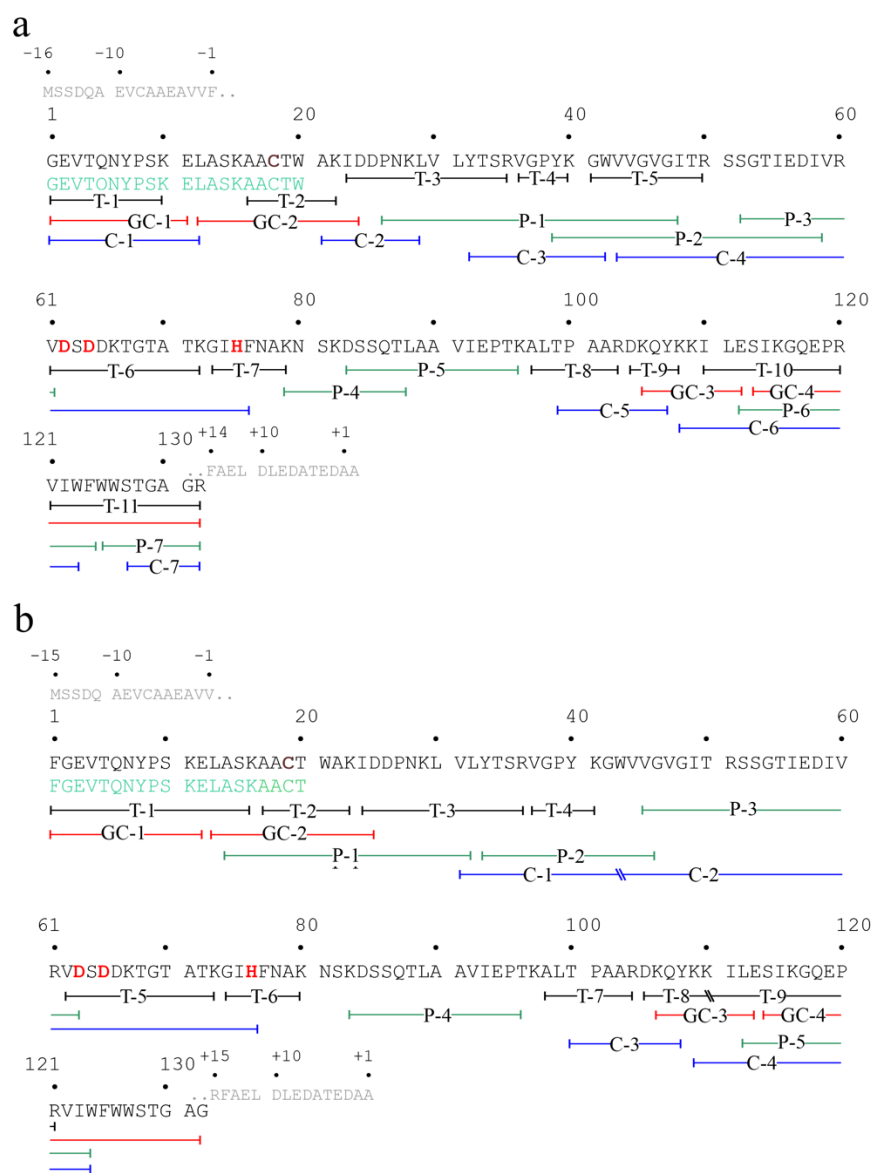 a
-16 -10 -1
MSSDQA EVCAAEAVVF..
1 20 40 60
GEVTQNYPSK ELASKAACTW AKIDDPNKLV LYTSRVGPYK GWVVGVGITR SSGTIEDIVR
GEVTQNYPSK ELASKAACTW
T-1 T-2 T-3 T-4 T-5
GC-1 GC-2 P-1 P-3
P-2
C-1 C-2 C-3 C-4
61 80 100 120
VDSDDKTGTA TKGIHFNAKN SKDSSQTLAA VIEPTKALTP AARDKQYKKI LESIKGQEPR
T-6 T-7 P-4 P-5 T-8 T-9 T-10
GC-3 GC-4
C-5 P-6
C-6
121 130 +14 +10 +1
VIWFWWSTGA GR ..FAEL DLEDATEDAA
T-11
P-7
C-7
b
-15 -10 -1
MSSDQ AEVCAAEAVV..
1 20 40 60
FGEVTQNYPS KELASKAACT WAKIDDPNKL VLYTSRVGPY KGWVVGVGIT RSSGTIEDIV
FGEVTQNYPS KELASKAACT
T-1 T-2 T-3 T-4 P-3
GC-1 GC-2
P-1 P-2
C-1 C-2
61 80 100 120
RVDSDDKTGT ATKGIHFNAK NSKDSSQTLA AVIEPTKALT PAARDKQYKK ILESIKGQEP
T-5 T-6 T-7 T-8 T-9
P-4 GC-3 GC-4
C-3 P-5
C-4
121 130 +15 +10 +1
RVIWFWWSTG AG ..RFAEL DLEDATEDAA